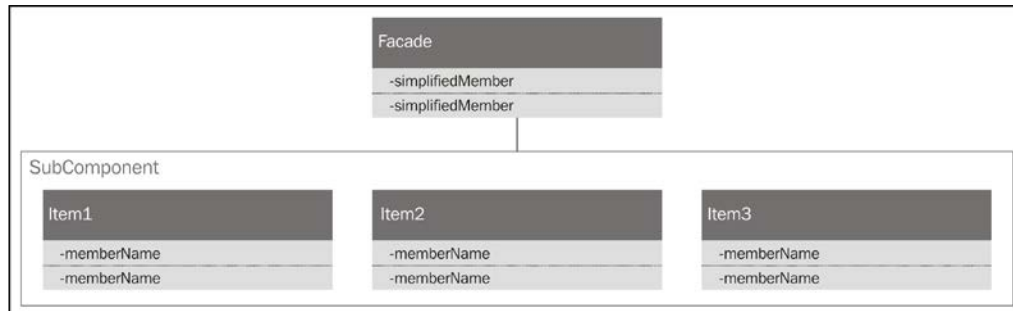 Facade
-simplifiedMember
-simplifiedMember
SubComponent
Item1
-memberName
-memberName
Item2
-memberName
-memberName
Item3
-memberName
-memberName